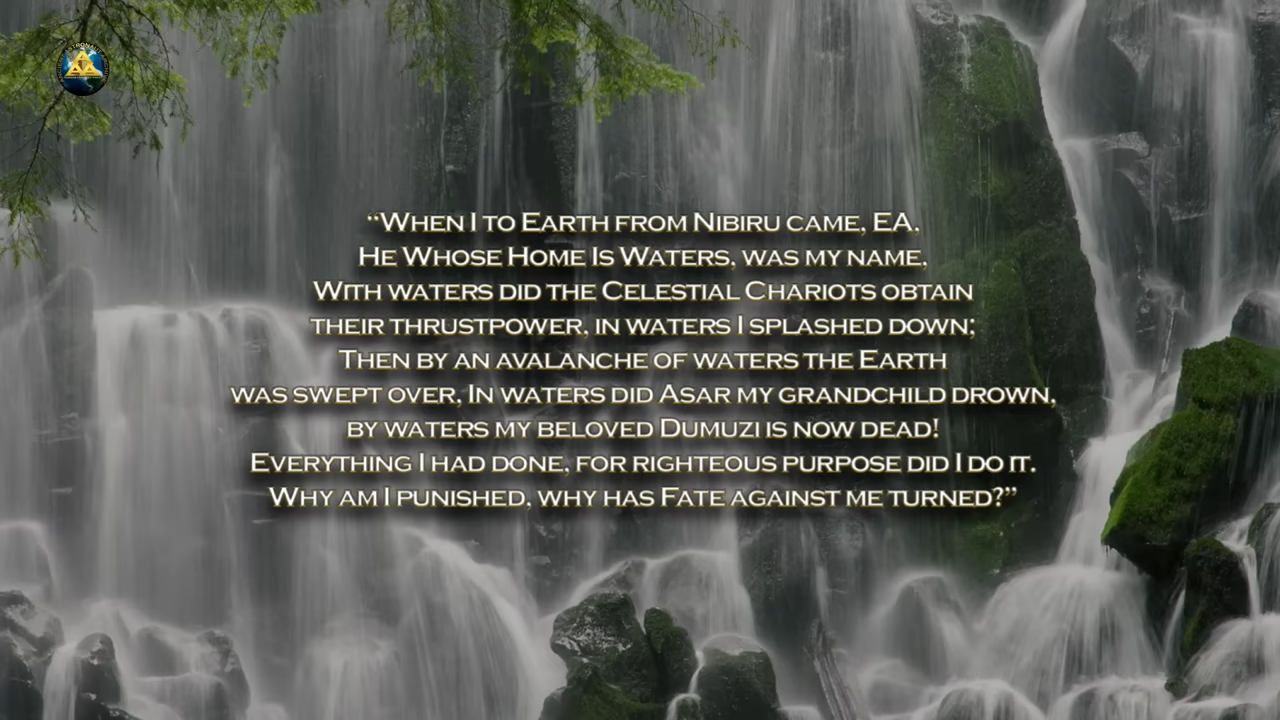 “When I to Earth from Nibiru came, EA,
He Whose Home Is Waters, was my name,
With waters did the Celestial Chariots obtain
their thrustpower, in waters I splashed down;
Then by an avalanche of waters the Earth
was swept over, In waters did Asar my grandchild drown,
by waters my beloved Dumuzi is now dead!
Everything I had done, for righteous purpose did I do it.
Why am I punished, why has Fate against me turned?”